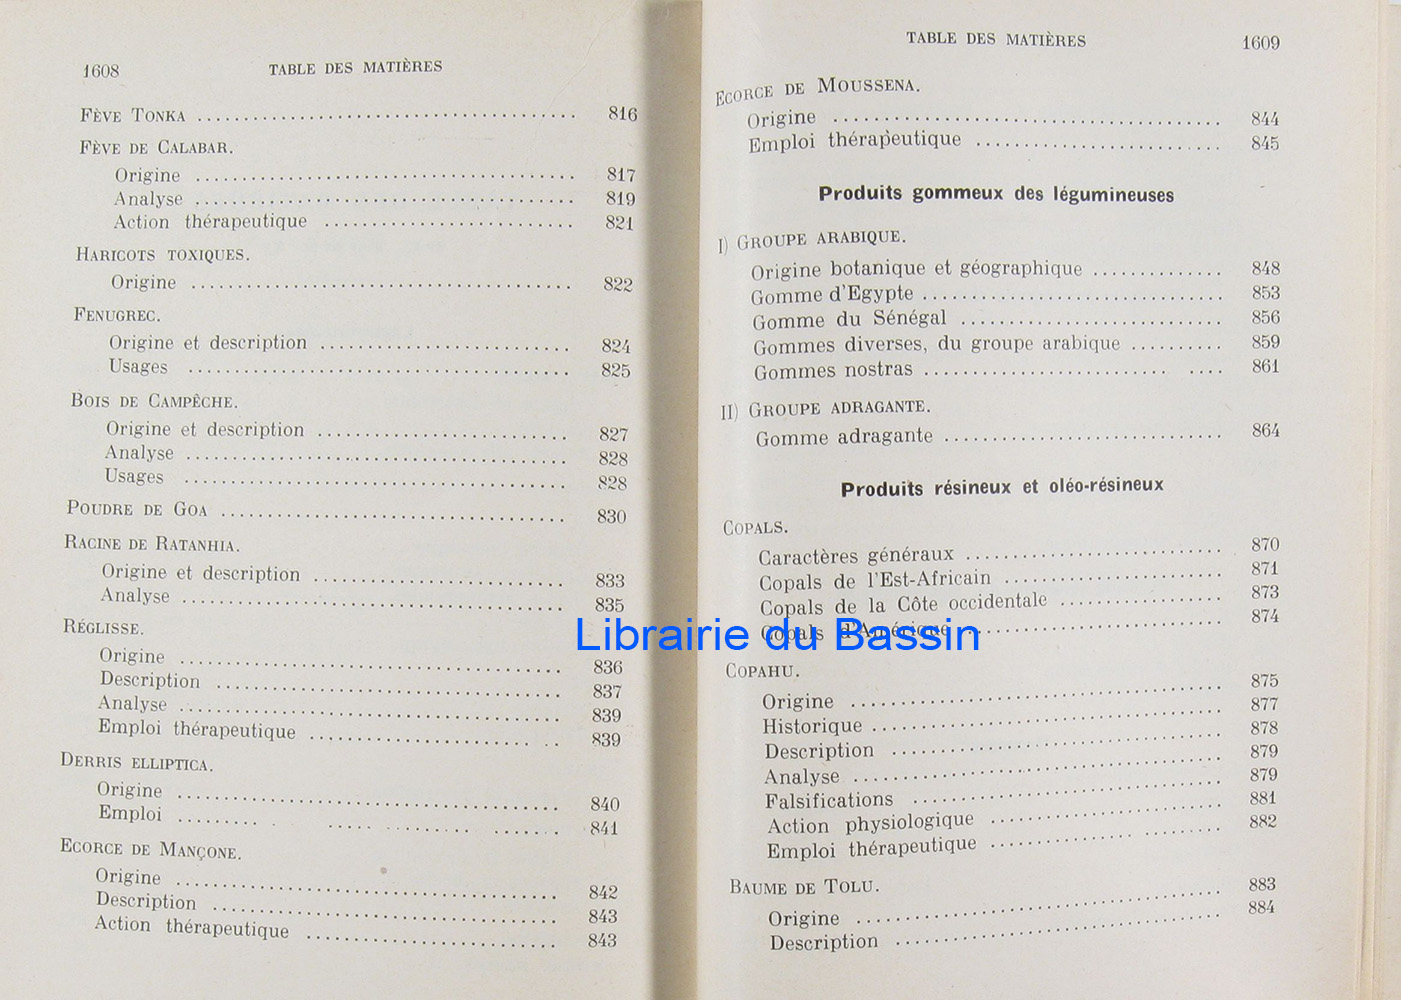 1608 TABLE DES MATIÈRES
FÈVE TONKA ........................................ 816
FÈVE DE CALABAR.
Origine ........................................ 817
Analyse ........................................ 819
Action thérapeutique .......................... 821
HARICOTS TOXIQUES.
Origine ........................................ 822
FENUGREC.
Origine et description .......................... 824
Usages ........................................ 825
BOIS DE CAMPÊCHE.
Origine et description .......................... 827
Analyse ........................................ 828
Usages ........................................ 828
POUDRE DE GOA .................................... 830
RACINE DE RATANHIA.
Origine et description .......................... 833
Analyse ........................................ 835
RÉGLISSE.
Origine ........................................ 836
Description .................................... 837
Analyse ........................................ 839
Emploi thérapeutique .......................... 839
DERRIS ELLIPTICA.
Origine ........................................ 840
Emploi ........................................ 841
ECORCE DE MANÇONE.
Origine ........................................ 842
Description .................................... 843
Action thérapeutique .......................... 843
TABLE DES MATIÈRES 1609
ECORCE DE MOUSSENA.
Origine ........................................ 844
Emploi thérapeutique .......................... 845
Produits gommeux des légumineuses
I) GROUPE ARABIQUE.
Origine botanique et géographique .............. 848
Gomme d'Egypte ................................ 853
Gomme du Sénégal .............................. 856
Gommes diverses, du groupe arabique .......... 859
Gommes nostras ................................ 861
II) GROUPE ADRAGANTE.
Gomme adragante .............................. 864
Produits résineux et oléo-résineux
COPALS.
Caractères généraux ............................ 870
Copals de l'Est-Africain ........................ 871
Copals de la Côte occidentale .................. 873
Copals d'Amérique .............................. 874
Librairie du Bassin
COPAHU.
Origine ........................................ 875
Historique ...................................... 877
Description .................................... 878
Analyse ........................................ 879
Falsifications .................................. 879
Action physiologique .......................... 881
Emploi thérapeutique .......................... 882
BAUME DE TOLU.
Origine ........................................ 883
Description .................................... 884